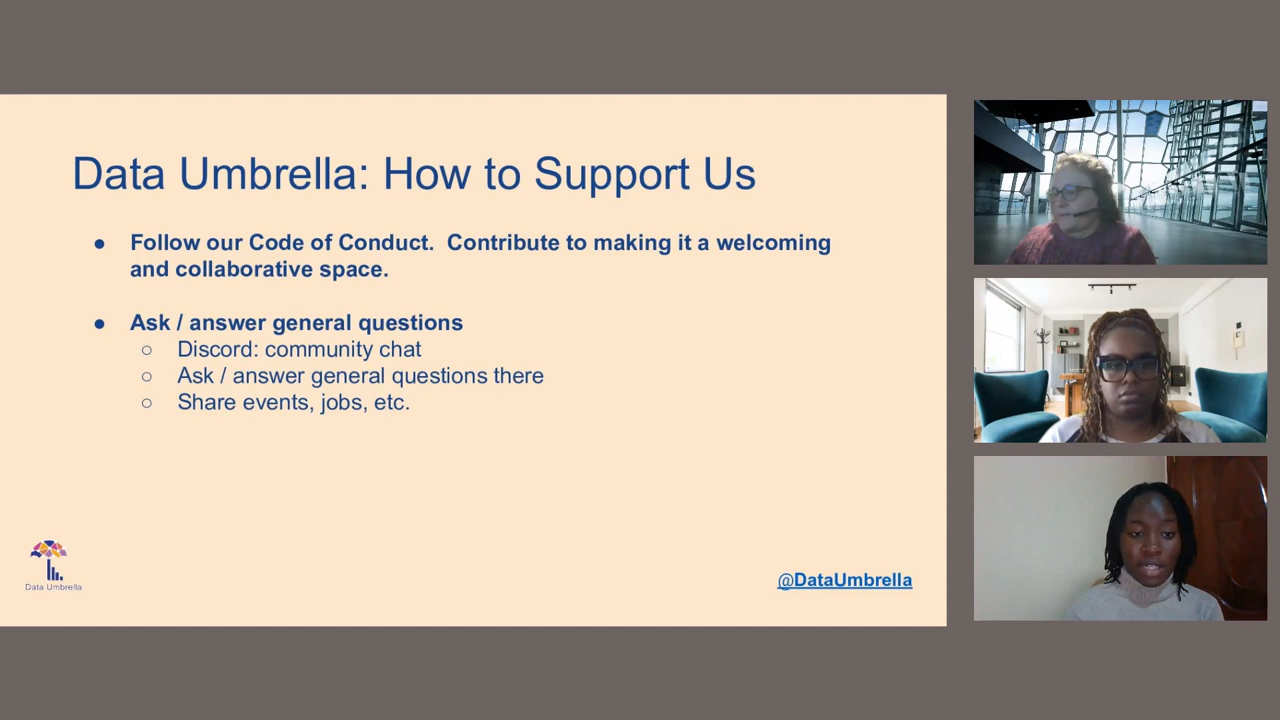 Data Umbrella: How to Support Us
● Follow our Code of Conduct.  Contribute to making it a welcoming
and collaborative space.
● Ask / answer general questions
○ Discord: community chat
○ Ask / answer general questions there
○ Share events, jobs, etc.
Data Umbrella
@DataUmbrella